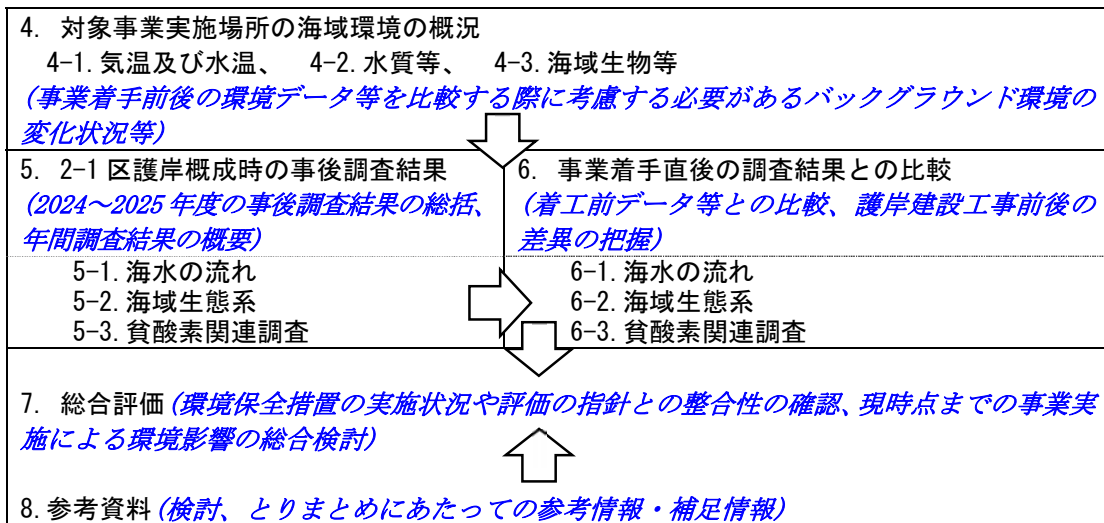 4. 対象事業実施場所の海域環境の概況
4-1.気温及び水温、 4-2.水質等、 4-3.海域生物等
(事業着手前後の環境データ等を比較する際に考慮する必要があるバックグラウンド環境の
変化状況等)
5. 2-1区護岸概成時の事後調査結果
(2024～2025年度の事後調査結果の総括、
年間調査結果の概要)
5-1.海水の流れ
5-2.海域生態系
5-3.貧酸素関連調査
6. 事業着手直後の調査結果との比較
(着工前データ等との比較、護岸建設工事前後の
差異の把握)
6-1.海水の流れ
6-2.海域生態系
6-3.貧酸素関連調査
7. 総合評価(環境保全措置の実施状況や評価の指針との整合性の確認、現時点までの事業実
施による環境影響の総合検討)
8.参考資料(検討、とりまとめにあたっての参考情報・補足情報)